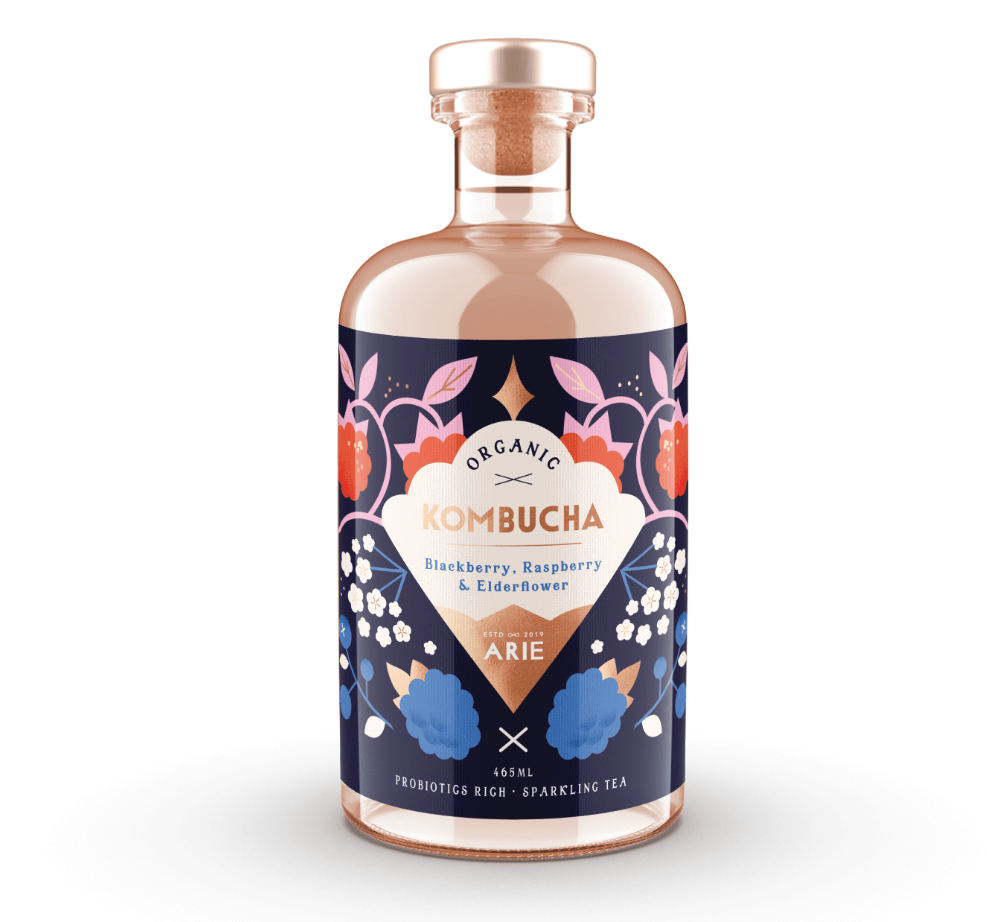 ORGANIC
KOMBUCHA
Blackberry, Raspberry
& Elderflower
ESTD 2019
ARIE
465ML
PROBIOTICS RICH · SPARKLING TEA